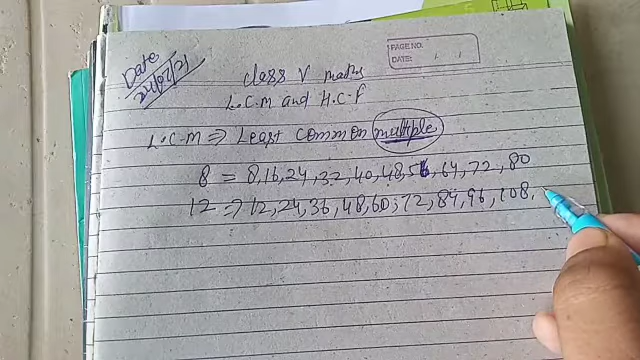 PAGE NO.
DATE: / /
Date
24/02/21
class V maths
L.C.M and H.C.F
L.C.M ⇒ Least common multiple
8 = 8,16,24,32,40,48,56,64,72,80
12 ⇒ 12,24,36,48,60,72,84,96,108,